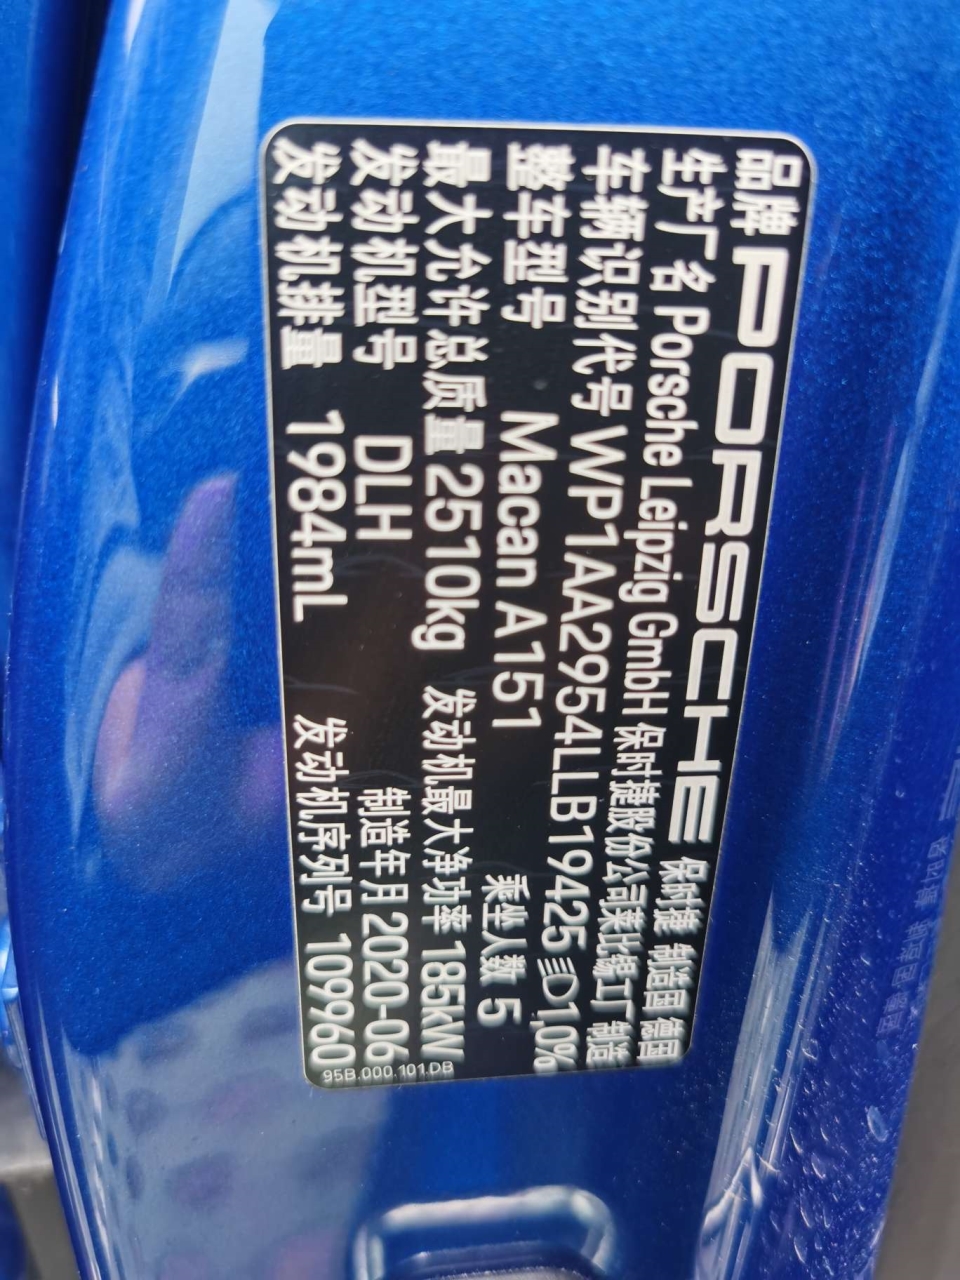 品牌 PORSCHE 保时捷 制造国 德国
生产厂名 Porsche Leipzig GmbH 保时捷股份公司莱比锡工厂 制造
车辆识别代号 WP1AA2954LLB19425 1,0%
整车型号 Macan A151 乘坐人数 5
最大允许总质量 2510kg 发动机最大净功率 185KW
发动机型号 DLH 制造年月 2020-06
发动机排量 1984mL 发动机序列号 109960
95B.000.101.DB